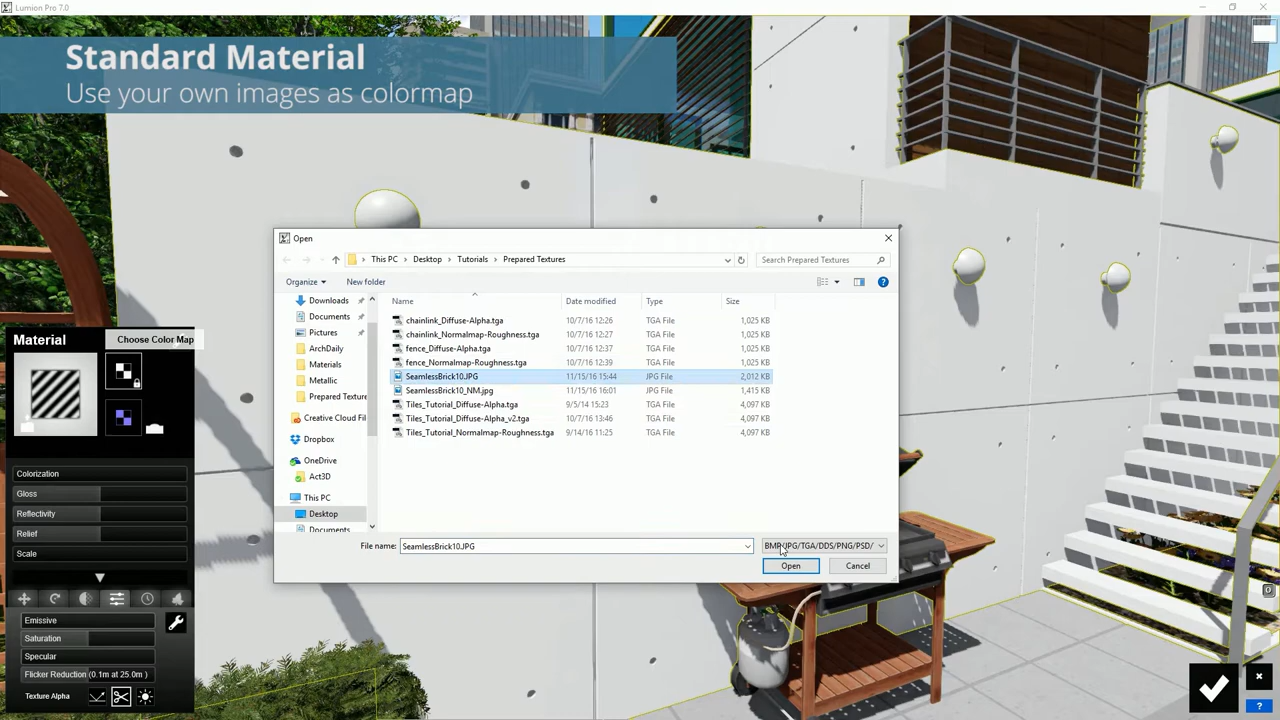 Lumion Pro 7.0
Standard Material
Use your own images as colormap
Open
This PC > Desktop > Tutorials > Prepared Textures
Search Prepared Textures
Organize
New folder
Name Date modified Type Size
Downloads
Documents
Pictures
ArchDaily
Materials
Metallic
Prepared Texture
Creative Cloud Fil
Dropbox
OneDrive
Act3D
This PC
Desktop
Documents
chainlink_Diffuse-Alpha.tga 10/7/16 12:26 TGA File 1,025 KB
chainlink_Normalmap-Roughness.tga 10/7/16 12:27 TGA File 1,025 KB
fence_Diffuse-Alpha.tga 10/7/16 12:37 TGA File 1,025 KB
fence_Normalmap-Roughness.tga 10/7/16 12:39 TGA File 1,025 KB
SeamlessBrick10.JPG 11/15/16 15:44 JPG File 2,012 KB
SeamlessBrick10_NM.jpg 11/15/16 16:01 JPG File 1,415 KB
Tiles_Tutorial_Diffuse-Alpha.tga 9/5/14 15:23 TGA File 4,097 KB
Tiles_Tutorial_Diffuse-Alpha_v2.tga 10/7/16 13:46 TGA File 4,097 KB
Tiles_Tutorial_Normalmap-Roughness.tga 9/14/16 11:25 TGA File 4,097 KB
File name: SeamlessBrick10.JPG
BMP/JPG/TGA/DDS/PNG/PSD/
Open
Cancel
Material
Choose Color Map
Colorization
Gloss
Reflectivity
Relief
Scale
Emissive
Saturation
Specular
Flicker Reduction (0.1m at 25.0m)
Texture Alpha
?